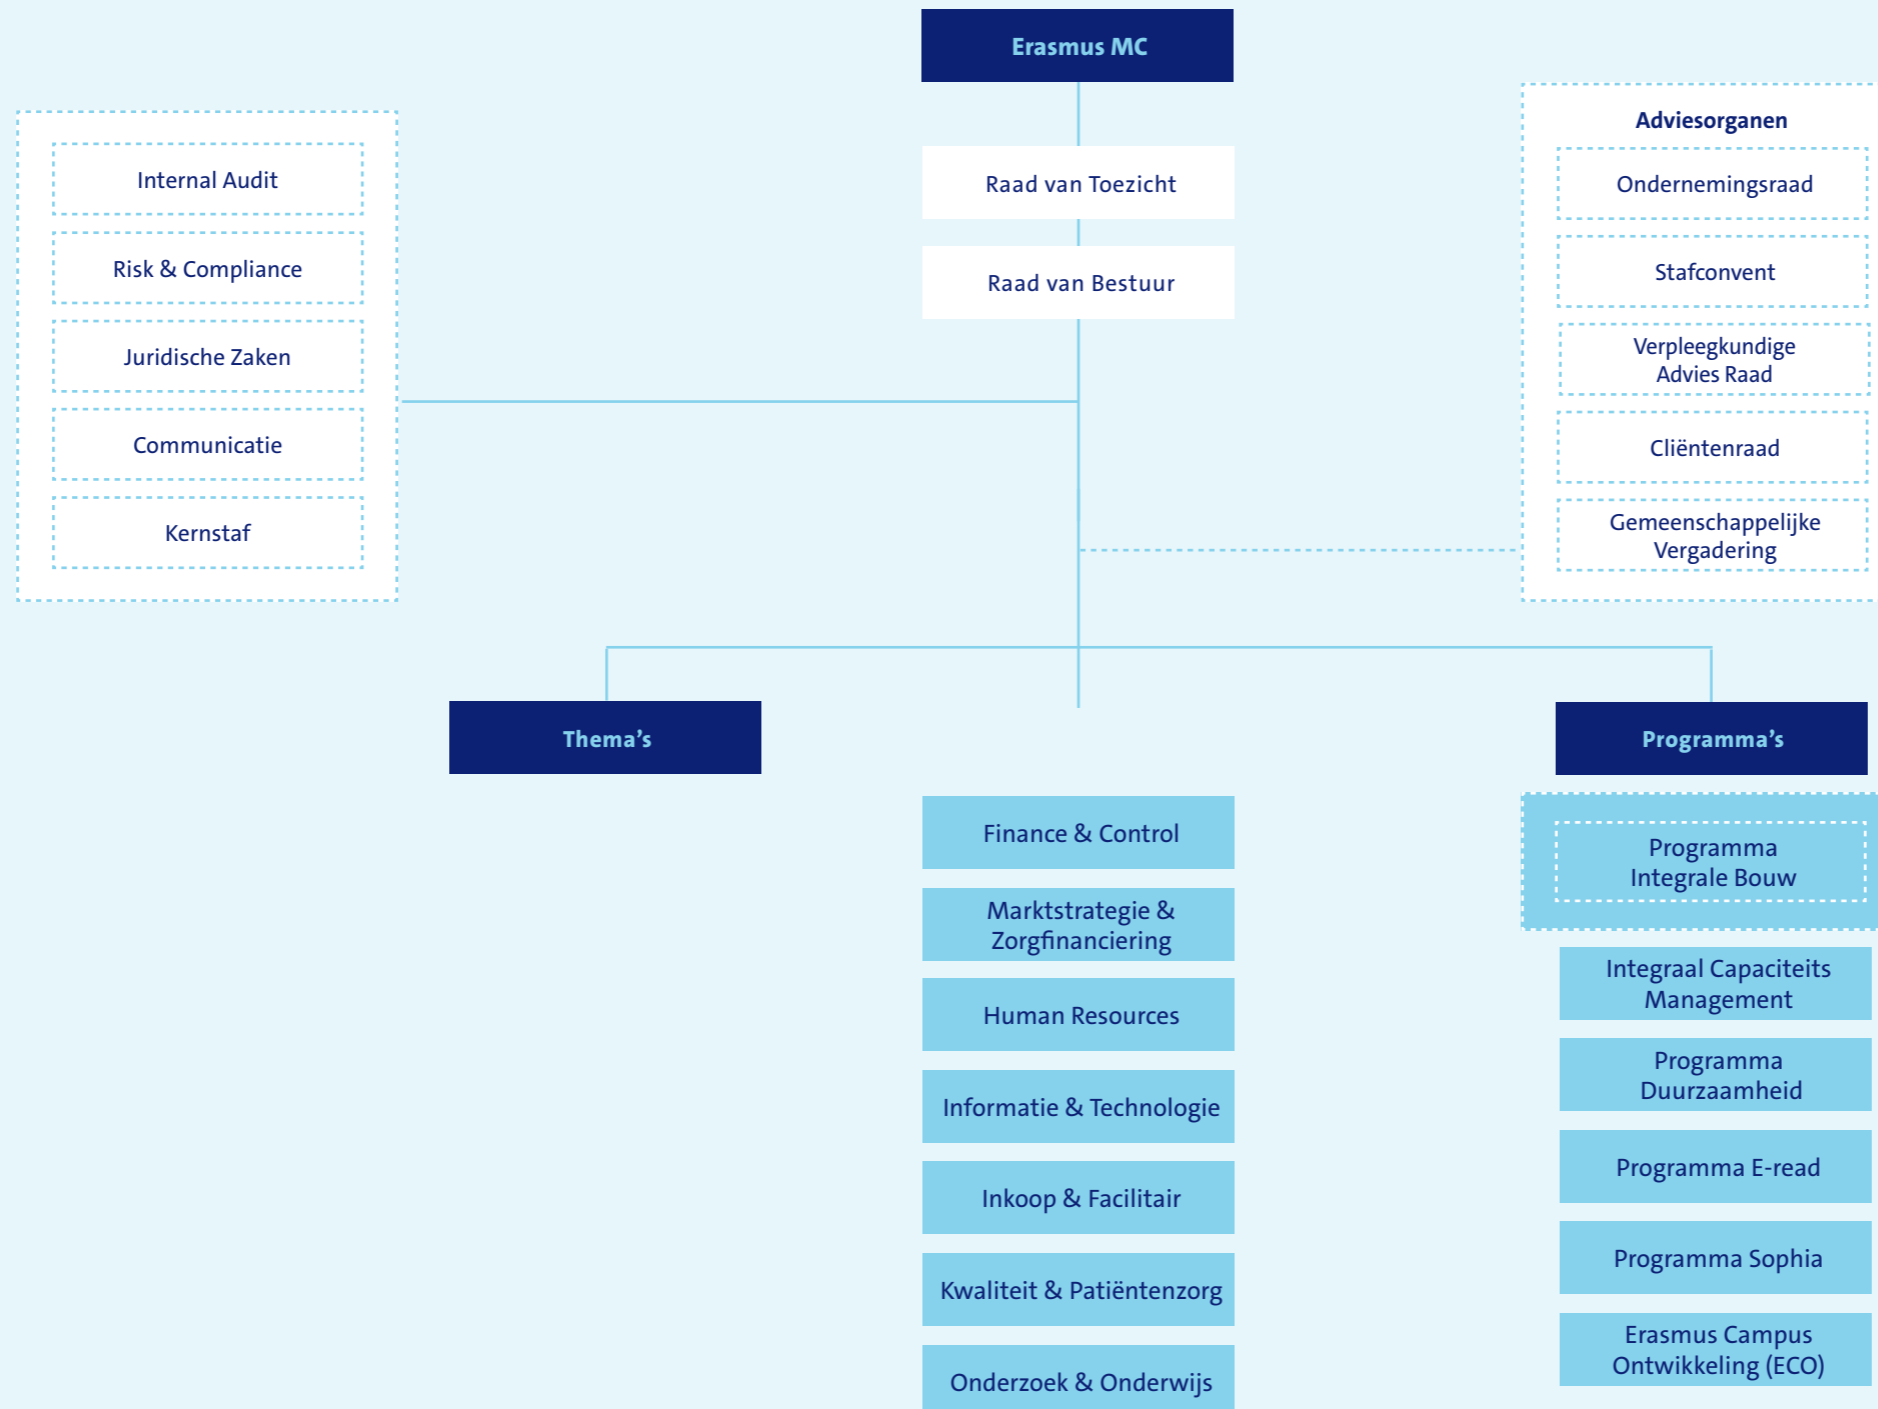 Erasmus MC
Raad van Toezicht
Raad van Bestuur
Internal Audit
Risk & Compliance
Juridische Zaken
Communicatie
Kernstaf
Adviesorganen
Ondernemingsraad
Stafconvent
Verpleegkundige
Advies Raad
Cliëntenraad
Gemeenschappelijke
Vergadering
Thema’s
Finance & Control
Marktstrategie &
Zorgfinanciering
Human Resources
Informatie & Technologie
Inkoop & Facilitair
Kwaliteit & Patiëntenzorg
Onderzoek & Onderwijs
Programma’s
Programma
Integrale Bouw
Integraal Capaciteits
Management
Programma
Duurzaamheid
Programma E-read
Programma Sophia
Erasmus Campus
Ontwikkeling (ECO)